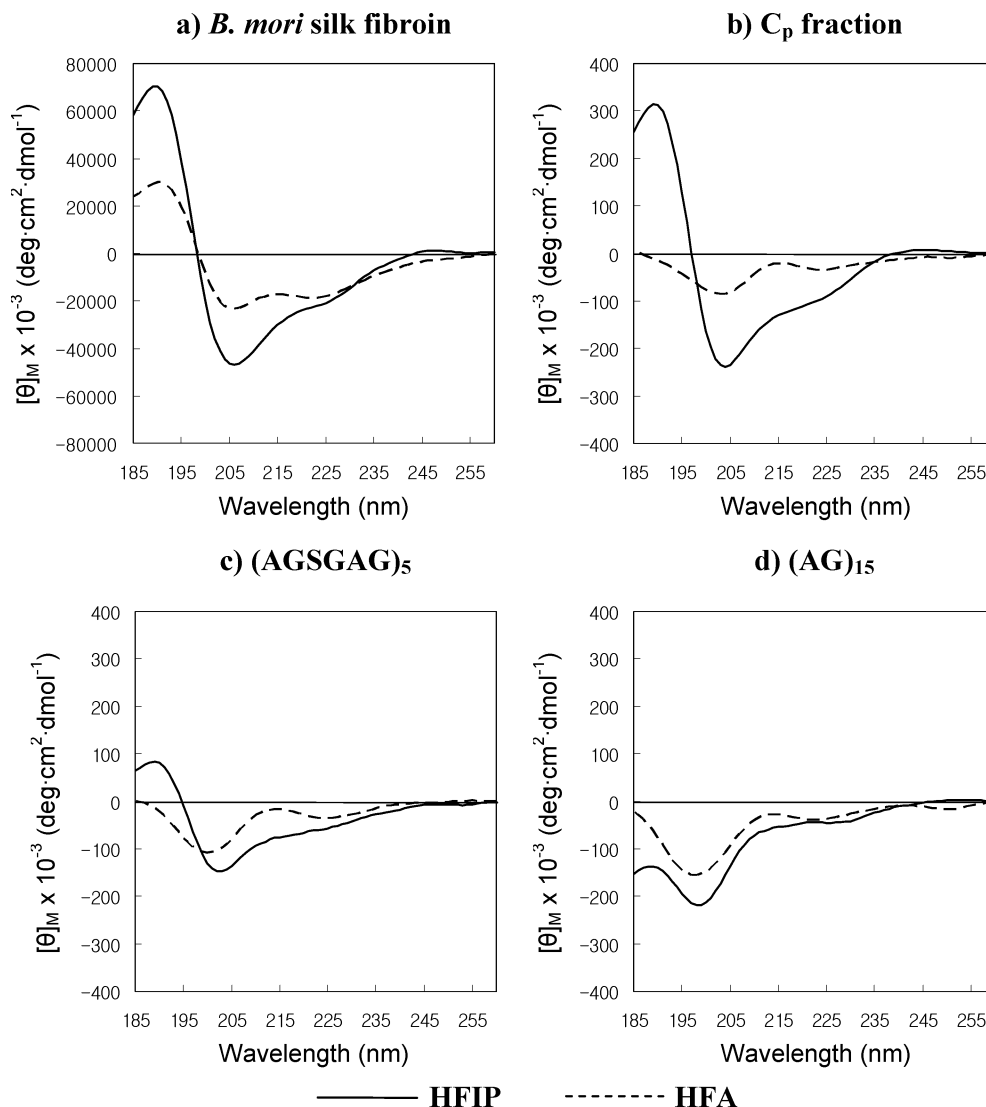 a) B. mori silk fibroin
[θ]M x 10⁻³ (deg·cm²·dmol⁻¹)
80000
60000
40000
20000
0
−20000
−40000
−60000
−80000
185 195 205 215 225 235 245 255
Wavelength (nm)
b) Cp fraction
[θ]M x 10⁻³ (deg·cm²·dmol⁻¹)
400
300
200
100
0
−100
−200
−300
−400
185 195 205 215 225 235 245 255
Wavelength (nm)
c) (AGSGAG)₅
[θ]M x 10⁻³ (deg·cm²·dmol⁻¹)
400
300
200
100
0
−100
−200
−300
−400
185 195 205 215 225 235 245 255
Wavelength (nm)
d) (AG)₁₅
[θ]M x 10⁻³ (deg·cm²·dmol⁻¹)
400
300
200
100
0
−100
−200
−300
−400
185 195 205 215 225 235 245 255
Wavelength (nm)
HFIP HFA